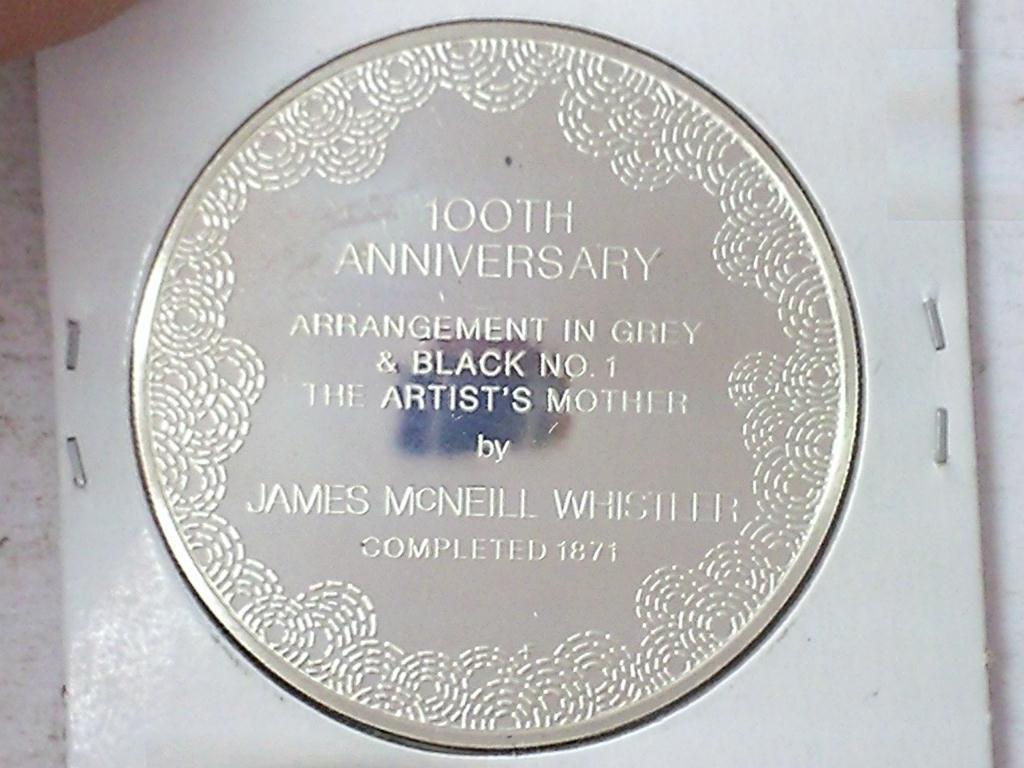 100TH
ANNIVERSARY
ARRANGEMENT IN GREY
& BLACK NO. 1
THE ARTIST'S MOTHER
by
JAMES McNEILL WHISTLER
COMPLETED 1871